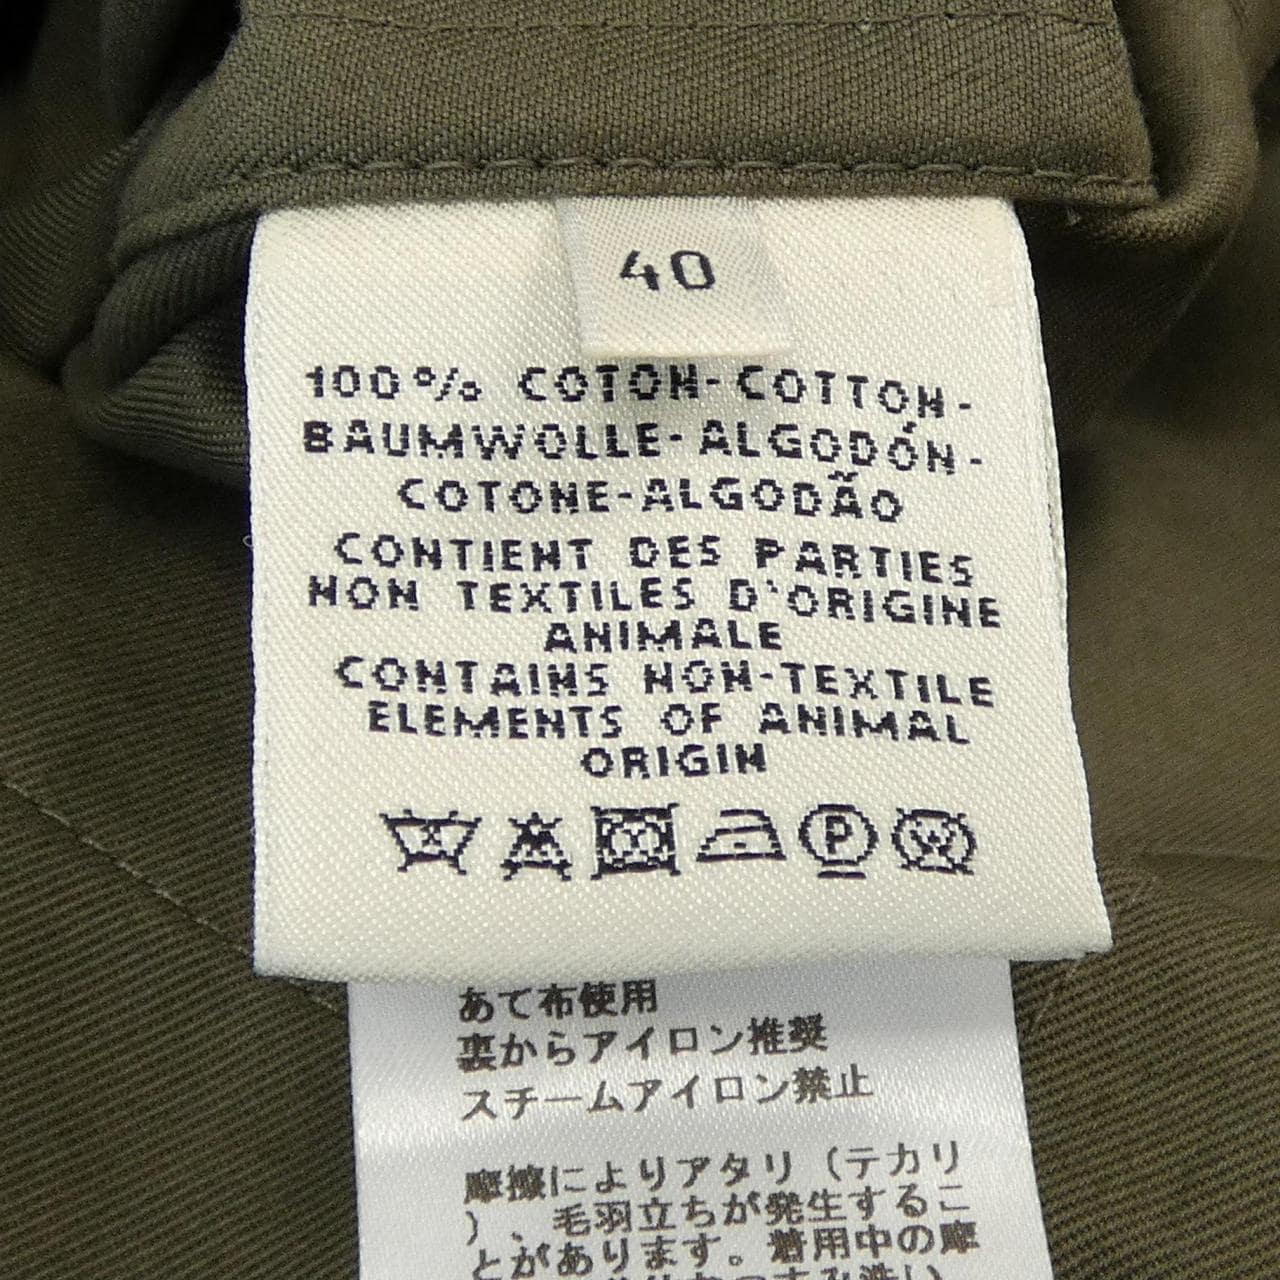 40
100% COTON-COTTON-
BAUMWOLLE-ALGODÓN-
COTONE-ALGODÃO
CONTIENT DES PARTIES
NON TEXTILES D'ORIGINE
ANIMALE
CONTAINS NON-TEXTILE
ELEMENTS OF ANIMAL
ORIGIN
P
W
あて布使用
裏からアイロン推奨
スチームアイロン禁止
摩擦によりアタリ（テカリ
）、毛羽立ちが発生するこ
とがあります。着用中の摩